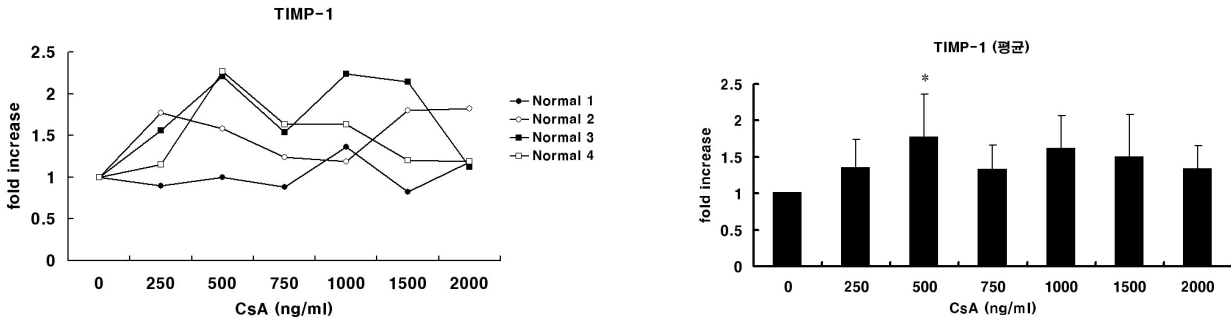 TIMP-1
fold increase
2.5
2
1.5
1
0.5
0
0 250 500 750 1000 1500 2000
CsA (ng/ml)
Normal 1
Normal 2
Normal 3
Normal 4
TIMP-1 (평균)
fold increase
2.5
2
1.5
1
0.5
0
*
0 250 500 750 1000 1500 2000
CsA (ng/ml)